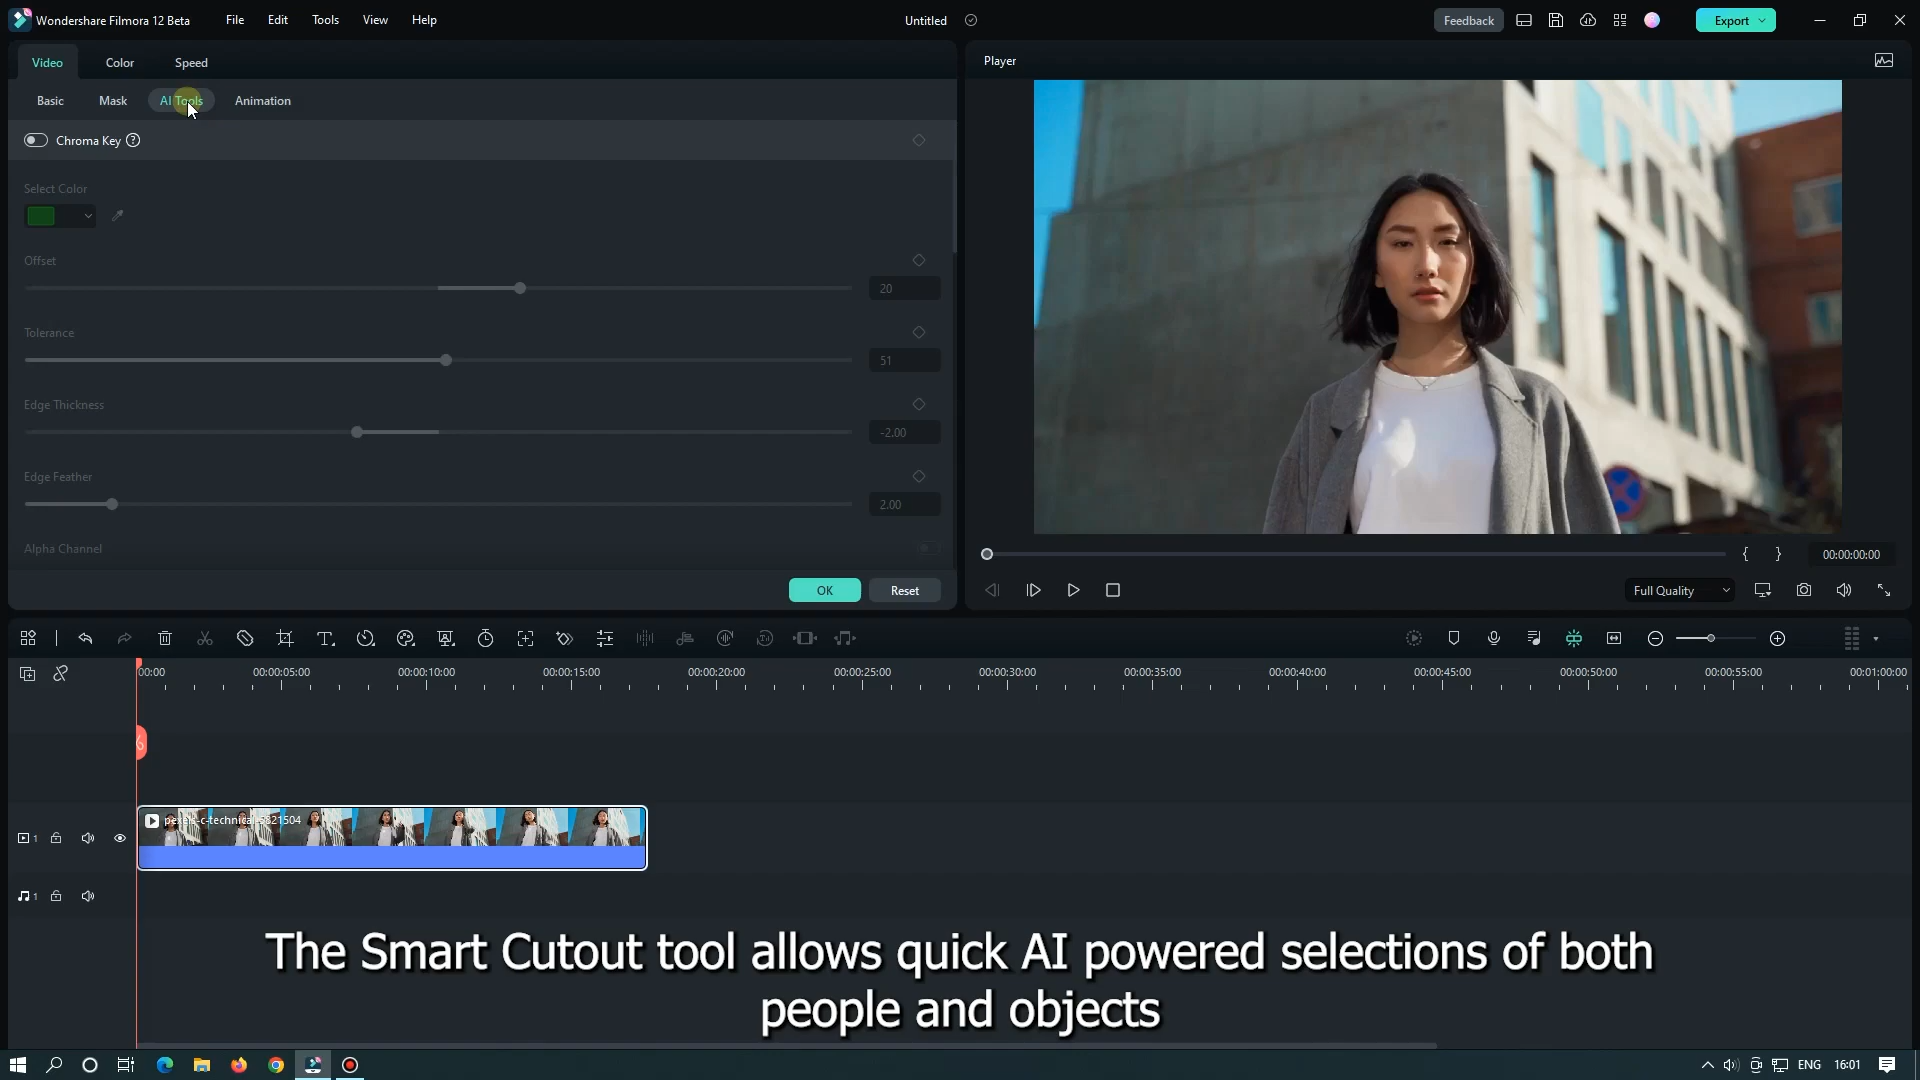 Wondershare Filmora 12 Beta
File
Edit
Tools
View
Help
Untitled
Feedback
Export
Video
Color
Speed
Player
Basic
Mask
AI Tools
Animation
Chroma Key ?
Select Color
Offset
20
Tolerance
51
Edge Thickness
-2.00
Edge Feather
2.00
Alpha Channel
OK
Reset
{ }
00:00:00:00
Full Quality
00:00
00:00:05:00
00:00:10:00
00:00:15:00
00:00:20:00
00:00:25:00
00:00:30:00
00:00:35:00
00:00:40:00
00:00:45:00
00:00:50:00
00:00:55:00
00:01:00:00
pexels-c-technical-6821504
1
1
The Smart Cutout tool allows quick AI powered selections of both
people and objects
ENG
16:01